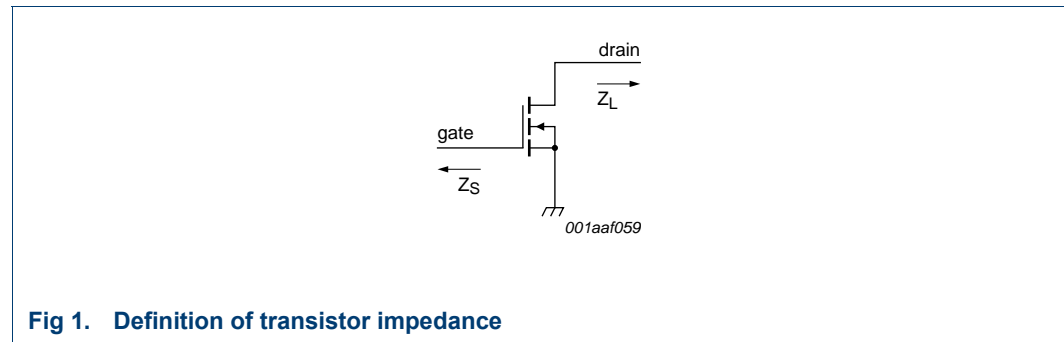 drain
Z_L
gate
Z_S
001aaf059
Fig 1. Definition of transistor impedance